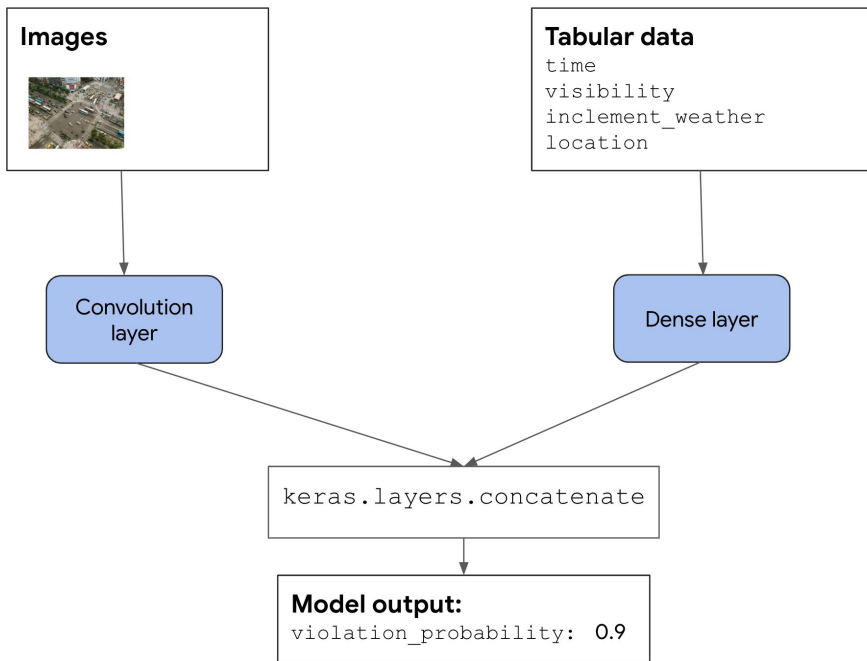 Images
Tabular data
time
visibility
inclement_weather
location
Convolution
layer
Dense layer
keras.layers.concatenate
Model output:
violation_probability: 0.9